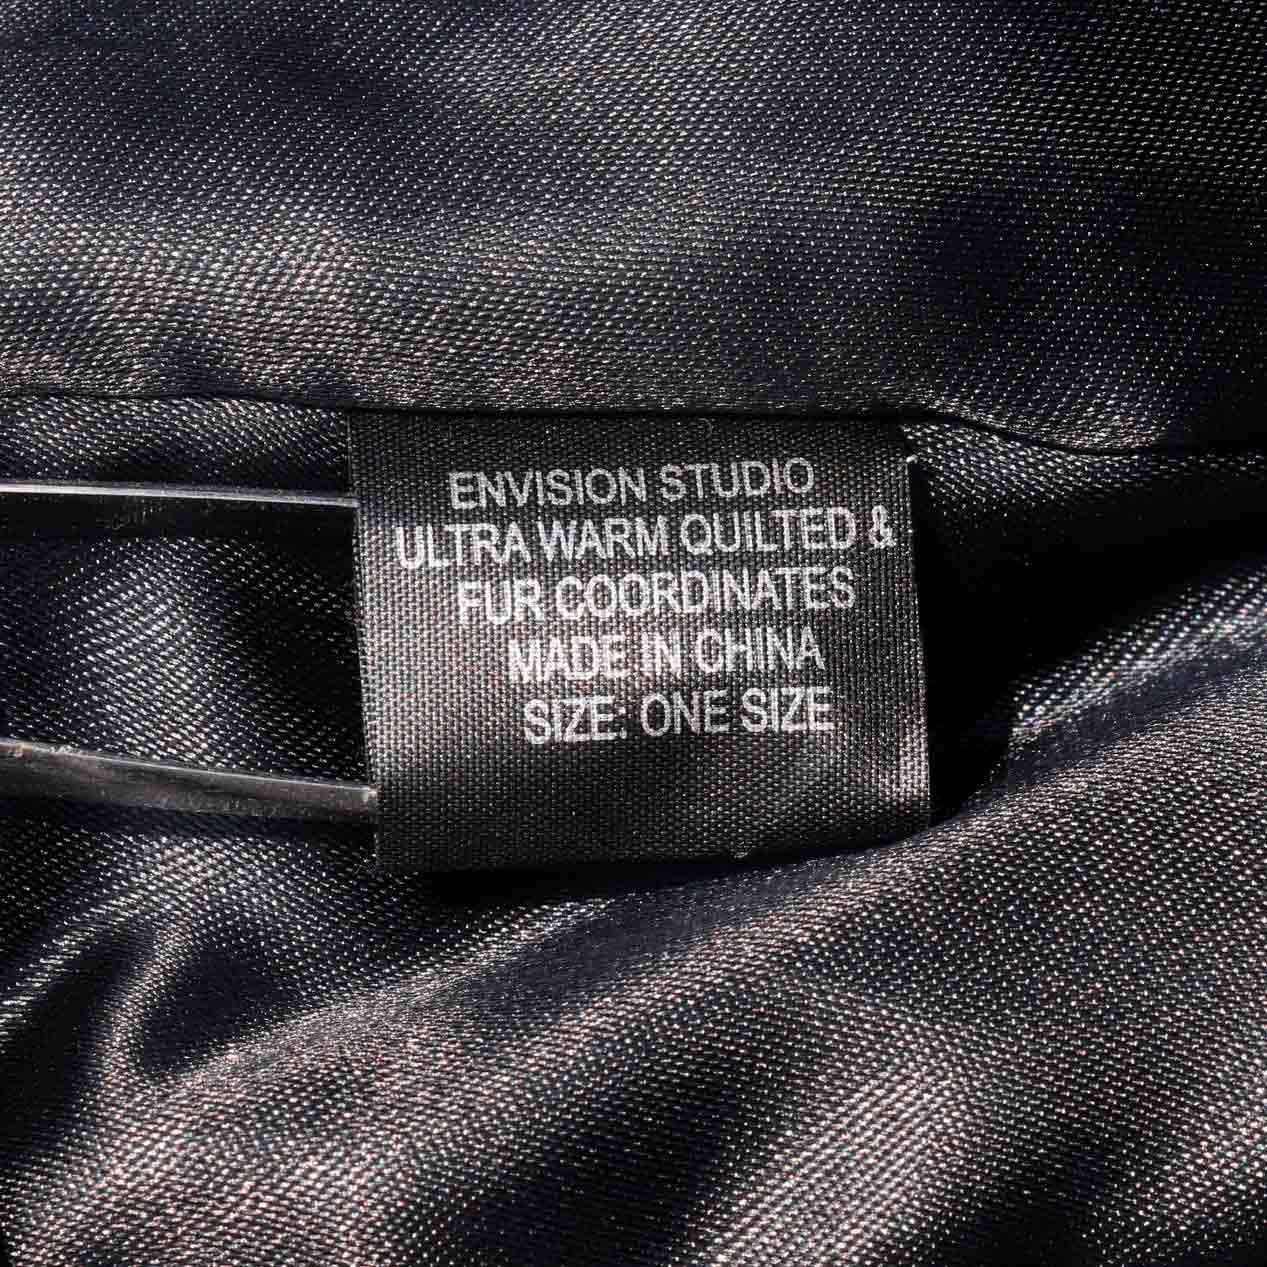 ENVISION STUDIO
ULTRA WARM QUILTED &
FUR COORDINATES
MADE IN CHINA
SIZE: ONE SIZE